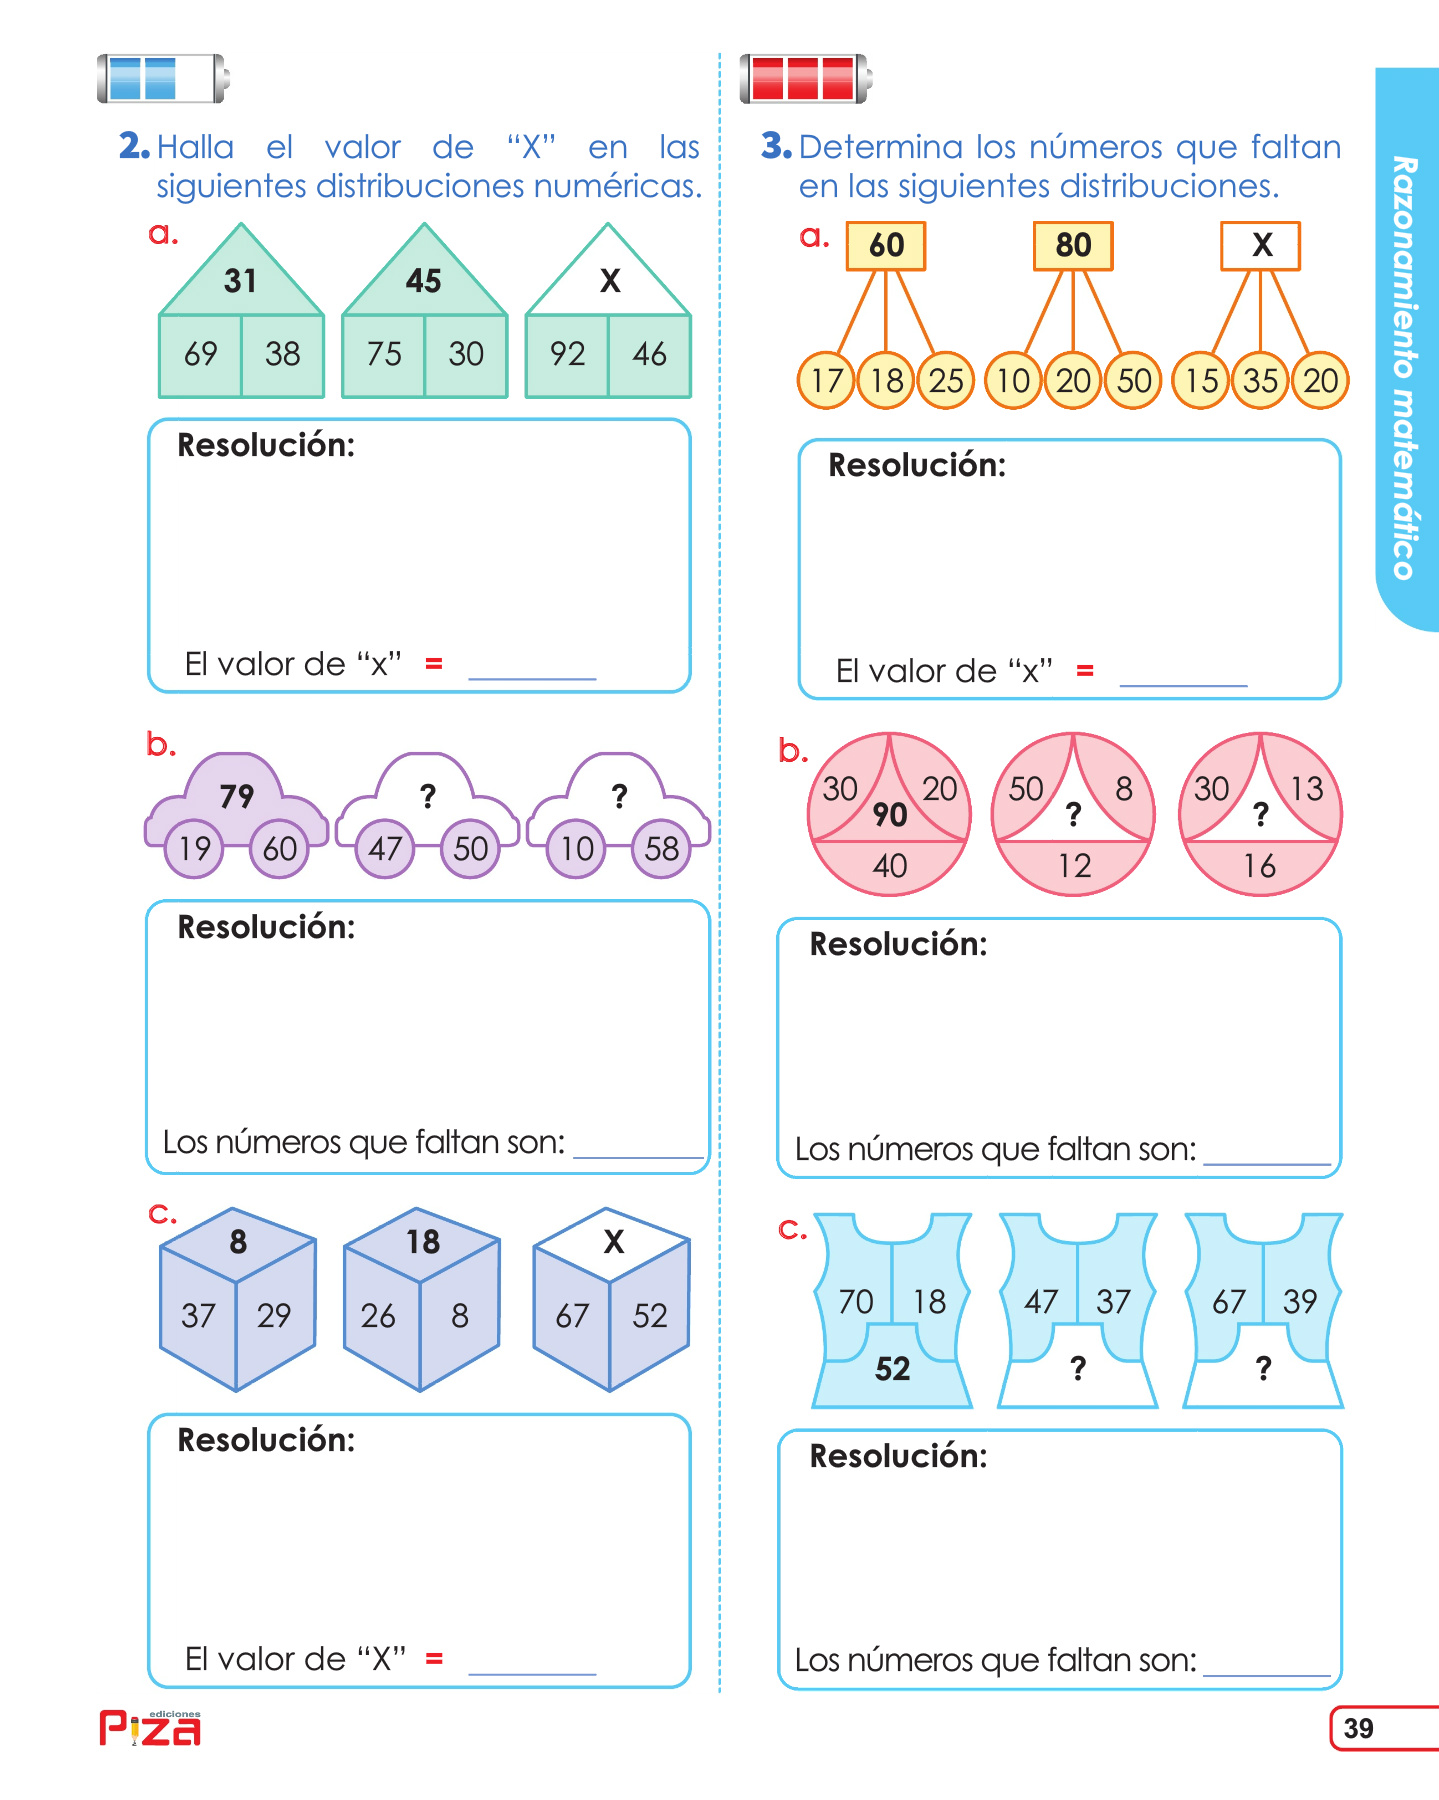 2. Halla el valor de “X” en las
siguientes distribuciones numéricas.
a.
31 45 X
69 38 75 30 92 46
Resolución:
El valor de “x” = ________
b.
79 ? ?
19 60 47 50 10 58
Resolución:
Los números que faltan son: ________
c.
8 18 X
37 29 26 8 67 52
Resolución:
El valor de “X” = ________
3. Determina los números que faltan
en las siguientes distribuciones.
a.
60 80 X
17 18 25 10 20 50 15 35 20
Resolución:
El valor de “x” = ________
b.
30 20 50 8 30 13
90 ? ?
40 12 16
Resolución:
Los números que faltan son: ________
c.
70 18 47 37 67 39
52 ? ?
Resolución:
Los números que faltan son: ________
Razonamiento matemático
ediciones
Piza
39